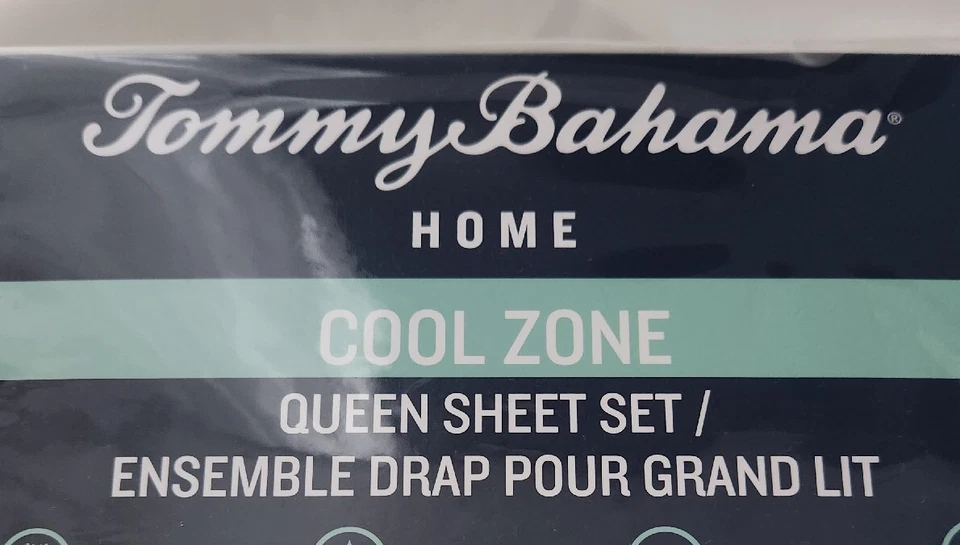 Tommy Bahama®
HOME
COOL ZONE
QUEEN SHEET SET /
ENSEMBLE DRAP POUR GRAND LIT